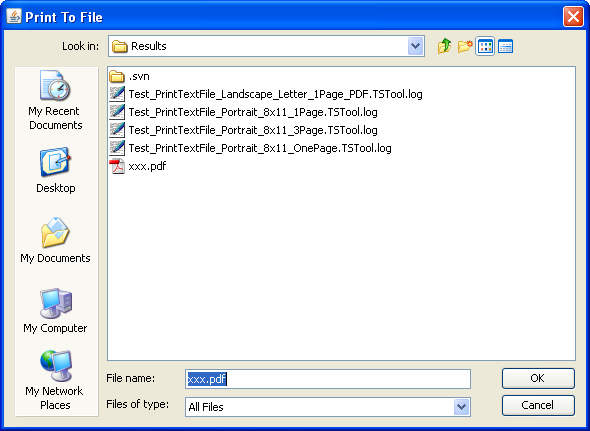 Print To File
Look in: Results
.svn
Test_PrintTextFile_Landscape_Letter_1Page_PDF.TSTool.log
Test_PrintTextFile_Portrait_8x11_1Page.TSTool.log
Test_PrintTextFile_Portrait_8x11_3Page.TSTool.log
Test_PrintTextFile_Portrait_8x11_OnePage.TSTool.log
xxx.pdf
My Recent
Documents
Desktop
My Documents
My Computer
My Network
Places
File name: xxx.pdf OK
Files of type: All Files Cancel